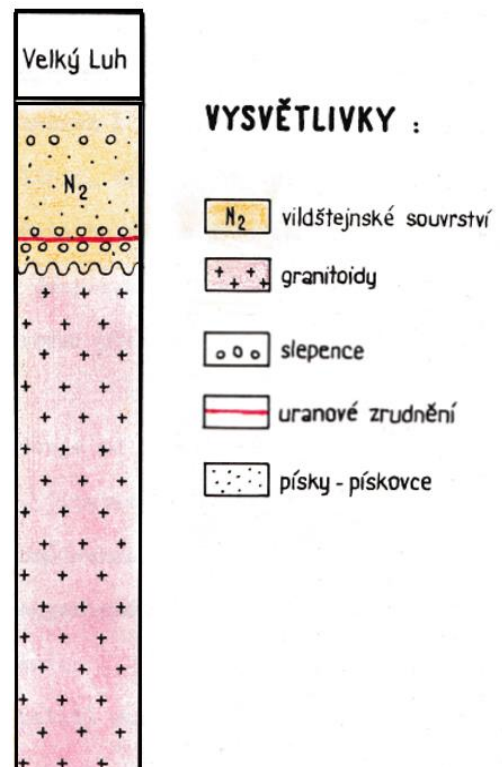 Velký Luh
N2
VYSVĚTLIVKY :
N2 vildštejnské souvrství
granitoidy
slepence
uranové zrudnění
písky - pískovce